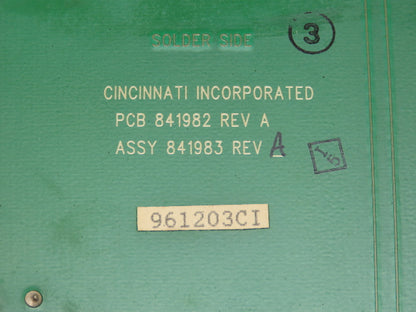 SOLDER SIDE
3
CINCINNATI INCORPORATED
PCB 841982 REV A
ASSY 841983 REV A
961203CI